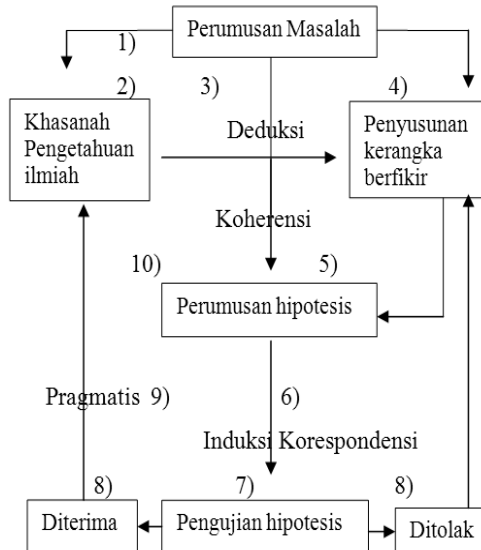 Perumusan Masalah
1)
2)
3)
4)
Khasanah
Pengetahuan
ilmiah
Deduksi
Penyusunan
kerangka
berfikir
Koherensi
10)
5)
Perumusan hipotesis
Pragmatis 9)
6)
Induksi Korespondensi
8)
7)
8)
Diterima
Pengujian hipotesis
Ditolak